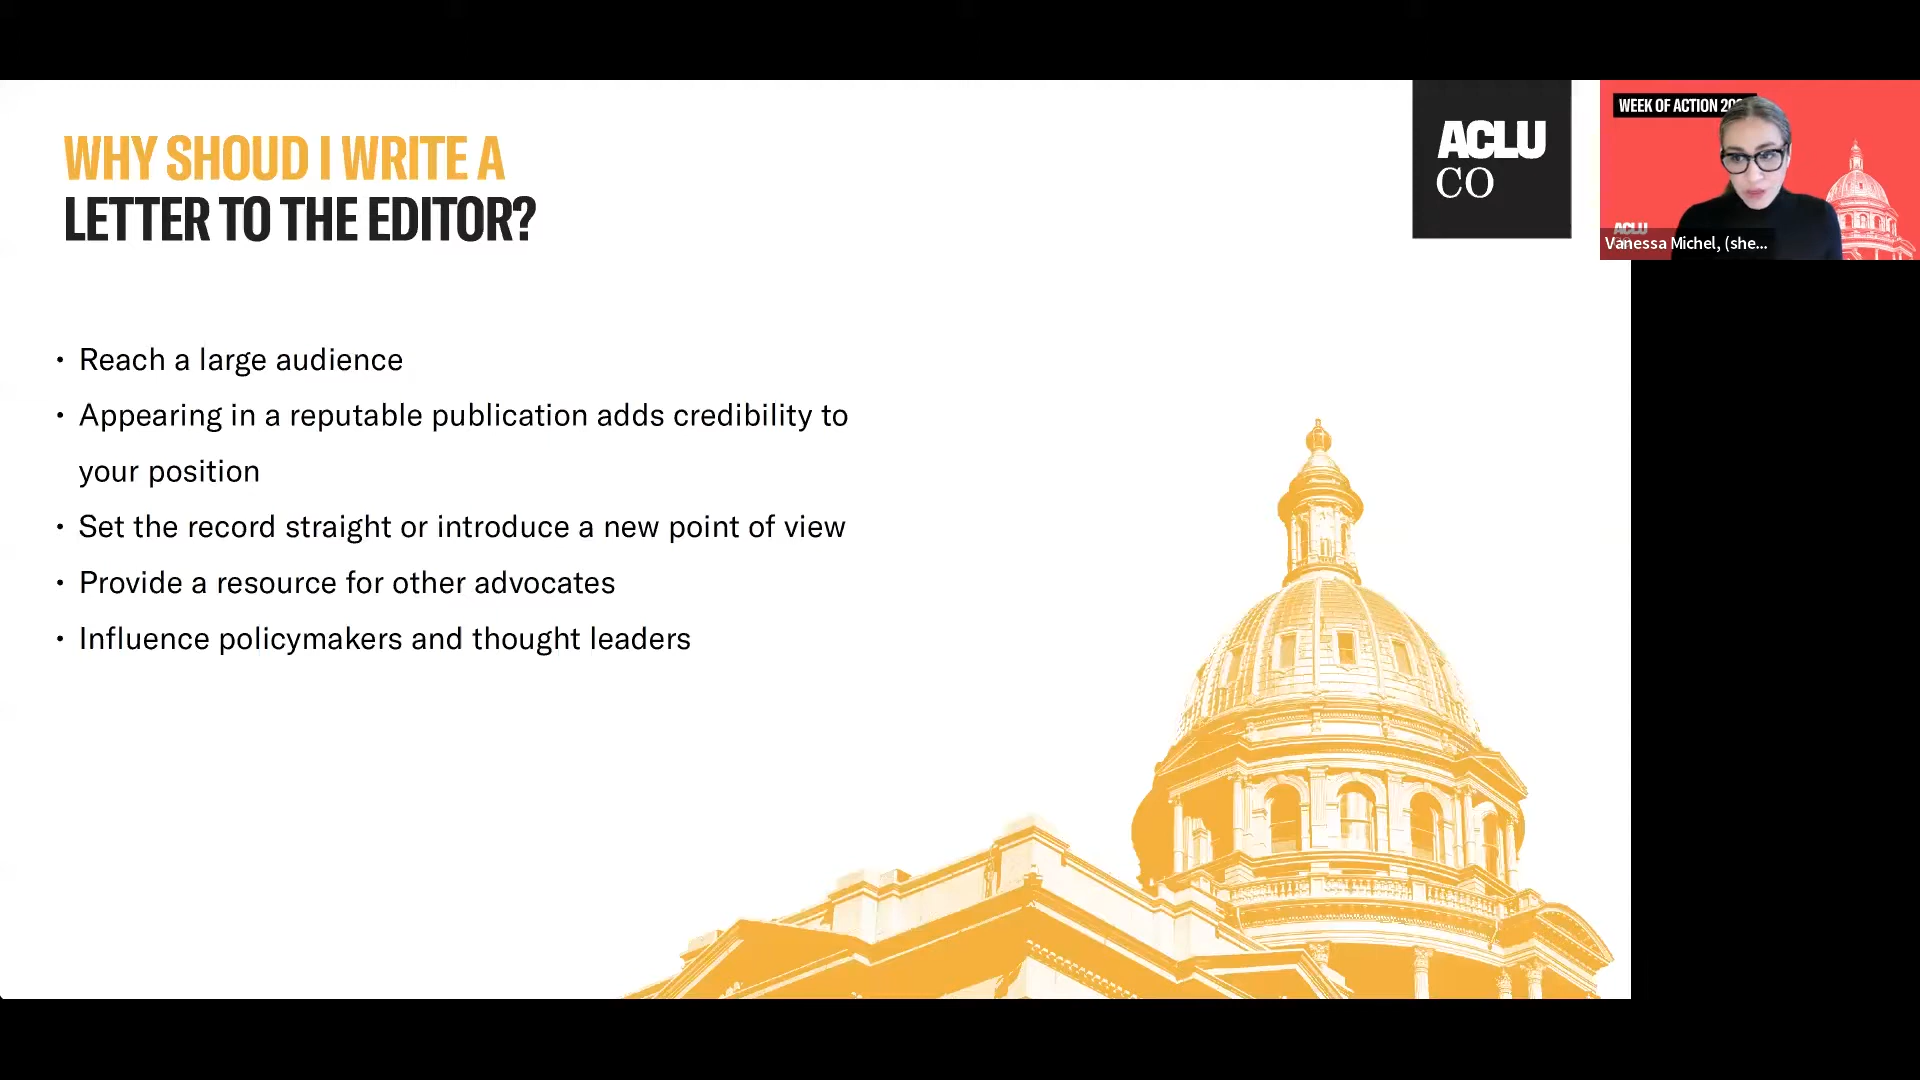 WHY SHOUD I WRITE A
LETTER TO THE EDITOR?
• Reach a large audience
• Appearing in a reputable publication adds credibility to
your position
• Set the record straight or introduce a new point of view
• Provide a resource for other advocates
• Influence policymakers and thought leaders
ACLU
CO
WEEK OF ACTION
ACLU
Vanessa Michel, (she...